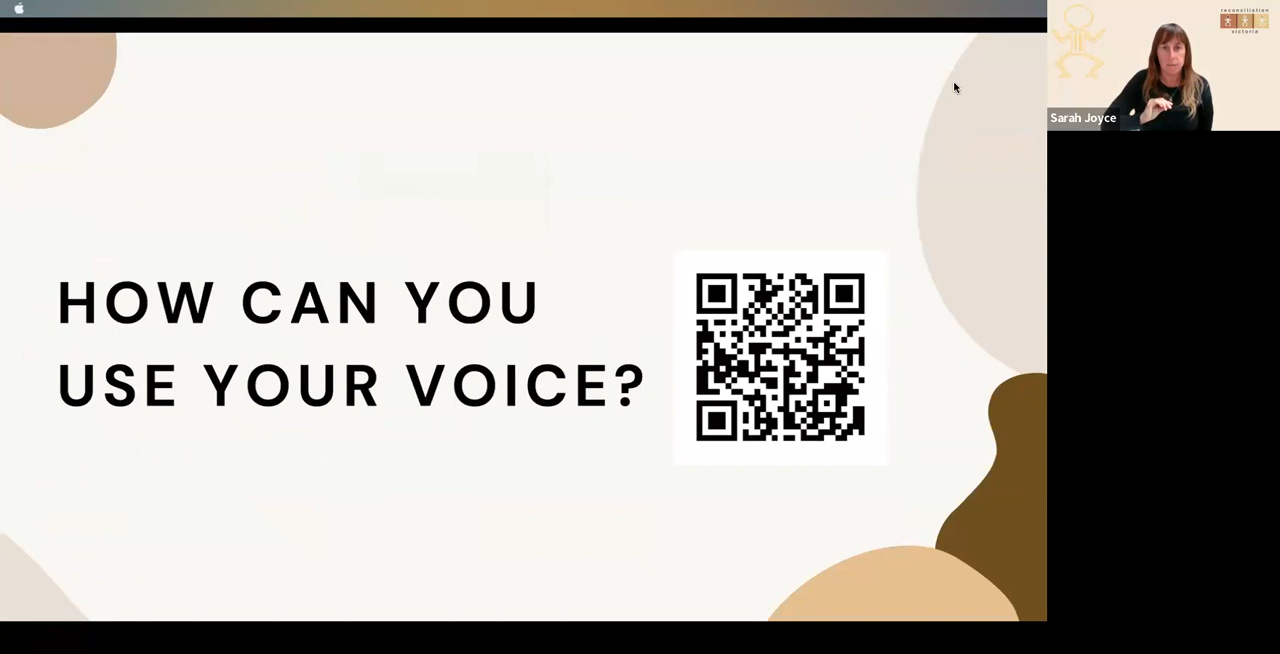 HOW CAN YOU
USE YOUR VOICE?
reconciliation
victoria
Sarah Joyce